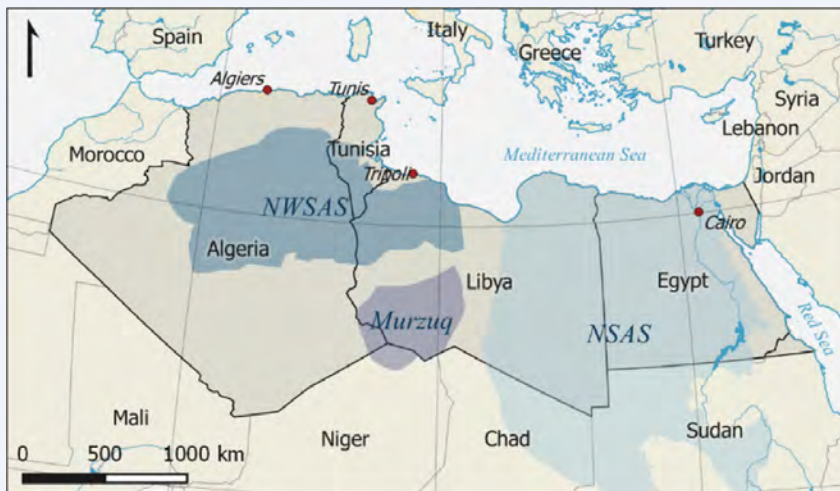 Spain
Italy
Greece
Turkey
Algiers
Tunis
Syria
Lebanon
Morocco
Tunisia
Mediterranean Sea
Jordan
Tripoli
NWSAS
Cairo
Algeria
Libya
Egypt
Murzuq
NSAS
Red Sea
Mali
Niger
Chad
Sudan
0 500 1000 km